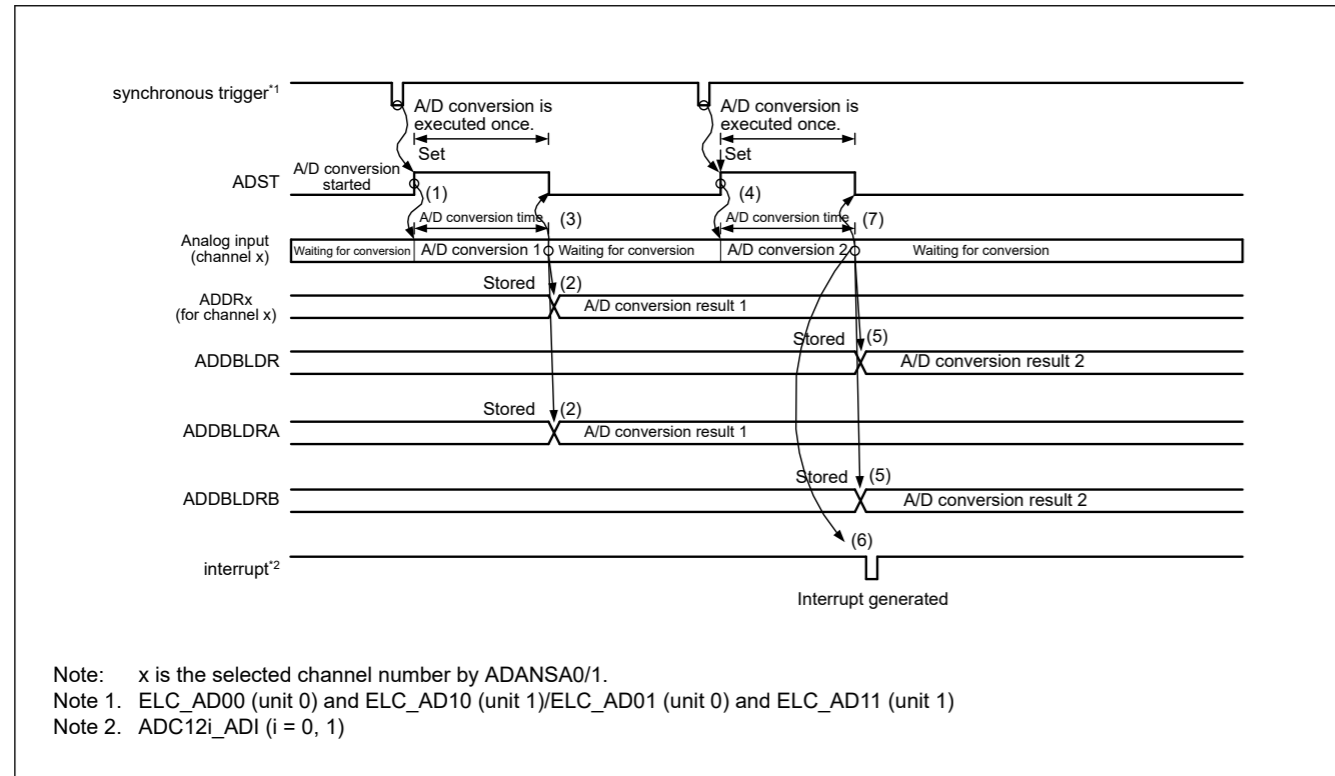 synchronous trigger*1
A/D conversion is
executed once.
A/D conversion is
executed once.
Set
Set
A/D conversion
started
ADST
(1)
(4)
A/D conversion time
(3)
A/D conversion time
(7)
Analog input
(channel x)
Waiting for conversion
A/D conversion 1
Waiting for conversion
A/D conversion 2
Waiting for conversion
Stored
(2)
ADDRx
(for channel x)
A/D conversion result 1
Stored
(5)
ADDBLDR
A/D conversion result 2
Stored
(2)
ADDBLDRA
A/D conversion result 1
Stored
(5)
ADDBLDRB
A/D conversion result 2
(6)
interrupt*2
Interrupt generated
Note: x is the selected channel number by ADANSA0/1.
Note 1. ELC_AD00 (unit 0) and ELC_AD10 (unit 1)/ELC_AD01 (unit 0) and ELC_AD11 (unit 1)
Note 2. ADC12i_ADI (i = 0, 1)